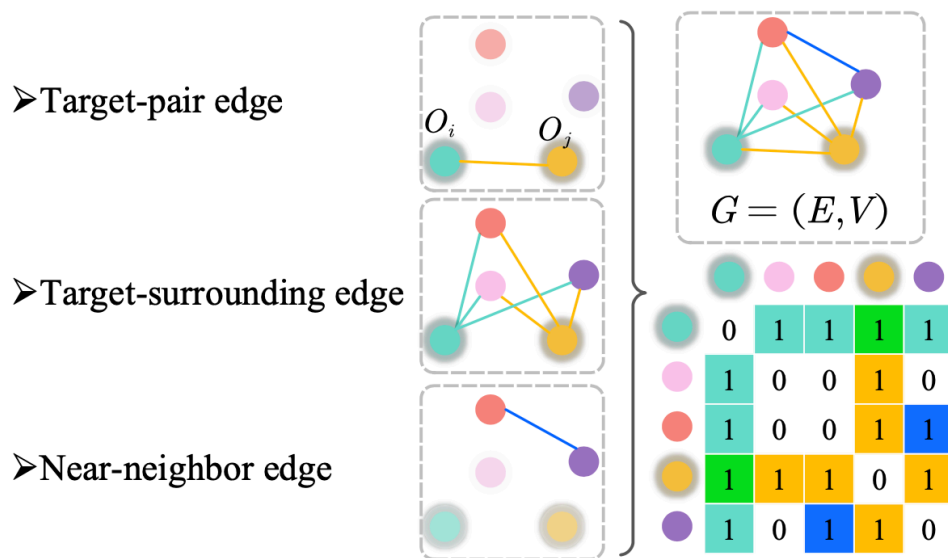 ➤Target-pair edge
O_i O_j
➤Target-surrounding edge
➤Near-neighbor edge
G = (E, V)
0 1 1 1 1
1 0 0 1 0
1 0 0 1 1
1 1 1 0 1
1 0 1 1 0